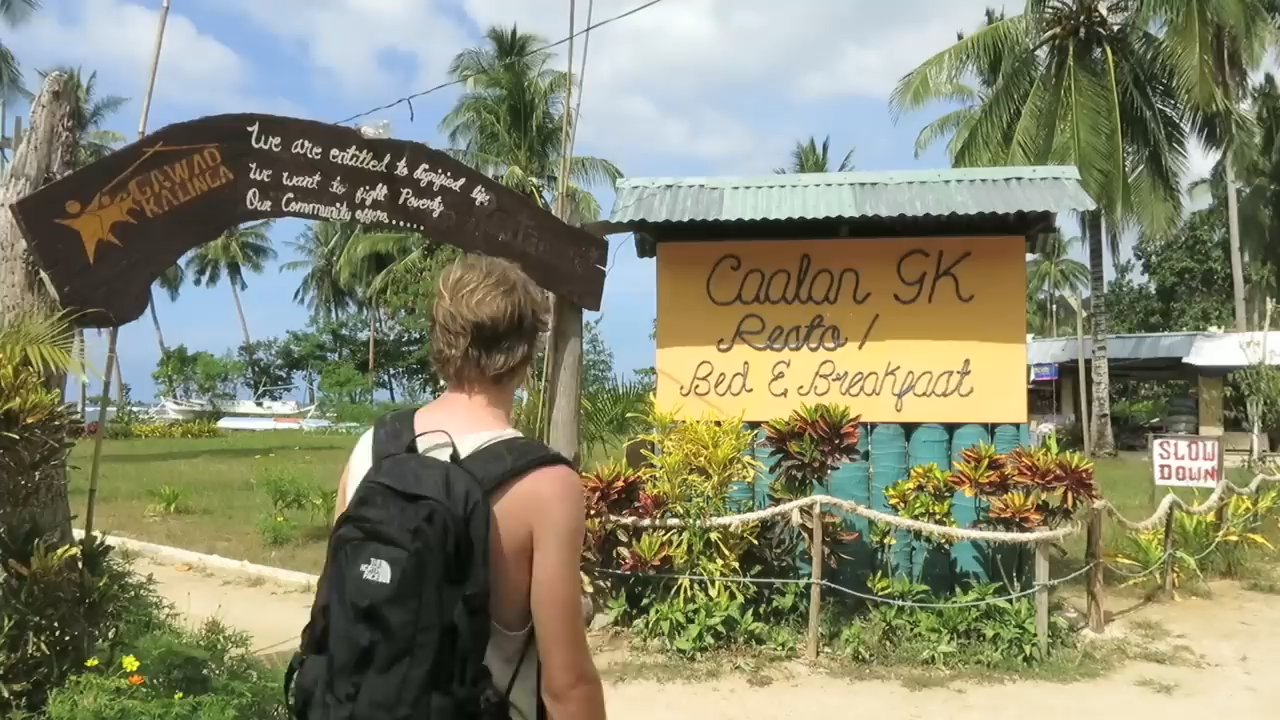 GAWAD
KALINGA
We are entitled to dignified life
We want to fight Poverty
Our Community offers.....
Caalan GK
Resto /
Bed & Breakfast
SLOW
DOWN
THE
NORTH
FACE